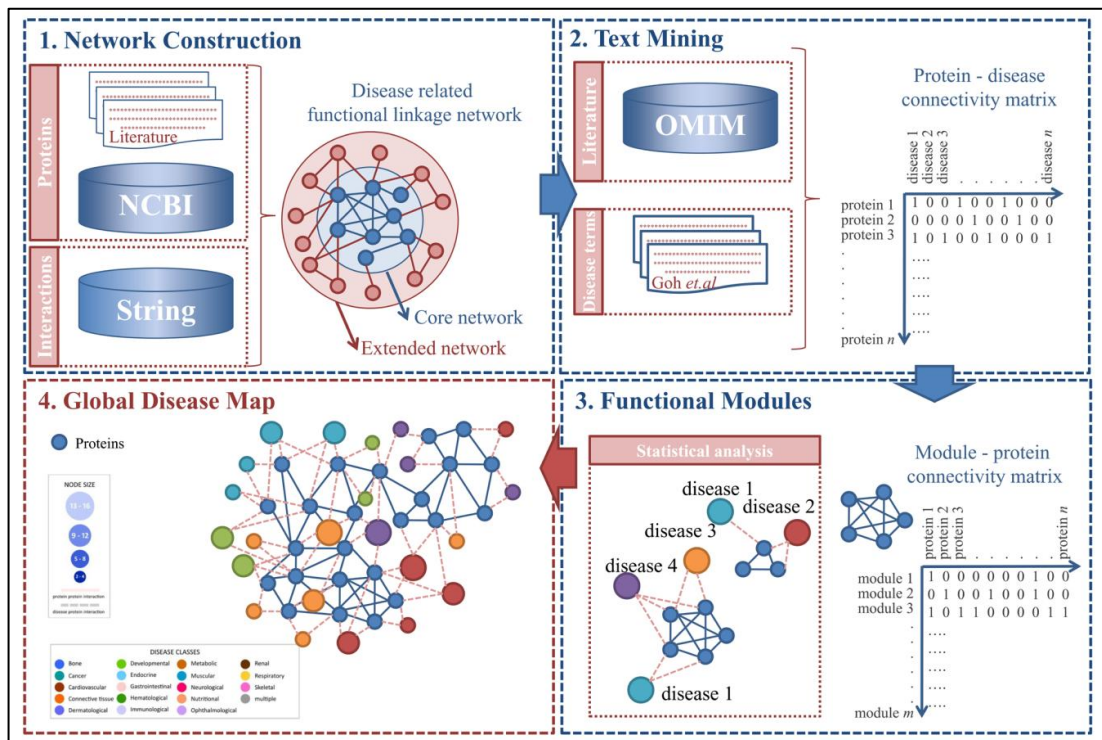 1. Network Construction
Proteins
Literature
NCBI
Interactions
String
Disease related
functional linkage network
Core network
Extended network
2. Text Mining
Literature
OMIM
Disease terms
Goh et.al
Protein - disease
connectivity matrix
disease 1
disease 2
disease 3
. . . . . .
disease n
protein 1 1 0 0 1 0 0 1 0 0 0
protein 2 0 0 0 0 1 0 0 1 0 0
protein 3 1 0 1 0 0 1 0 0 0 1
. ....
. ....
.
. ....
. ....
. ....
protein n
3. Functional Modules
Statistical analysis
disease 1
disease 2
disease 3
disease 4
disease 1
Module - protein
connectivity matrix
protein 1
protein 2
protein 3
. . . . . . .
protein n
module 1 1 0 0 0 0 0 0 1 0 0
module 2 0 1 0 0 1 0 0 1 0 0
module 3 1 0 1 1 0 0 0 0 1 1
. ....
. ....
.
. ....
. ....
. ....
module m
4. Global Disease Map
Proteins
NODE SIZE
13 - 16
9 - 12
5 - 8
2 - 4
protein protein interaction
disease protein interaction
DISEASE CLASSES
Bone Developmental Metabolic Renal
Cancer Endocrine Muscular Respiratory
Cardiovascular Gastrointestinal Neurological Skeletal
Connective tissue Hematological Nutritional multiple
Dermatological Immunological Ophthalmological